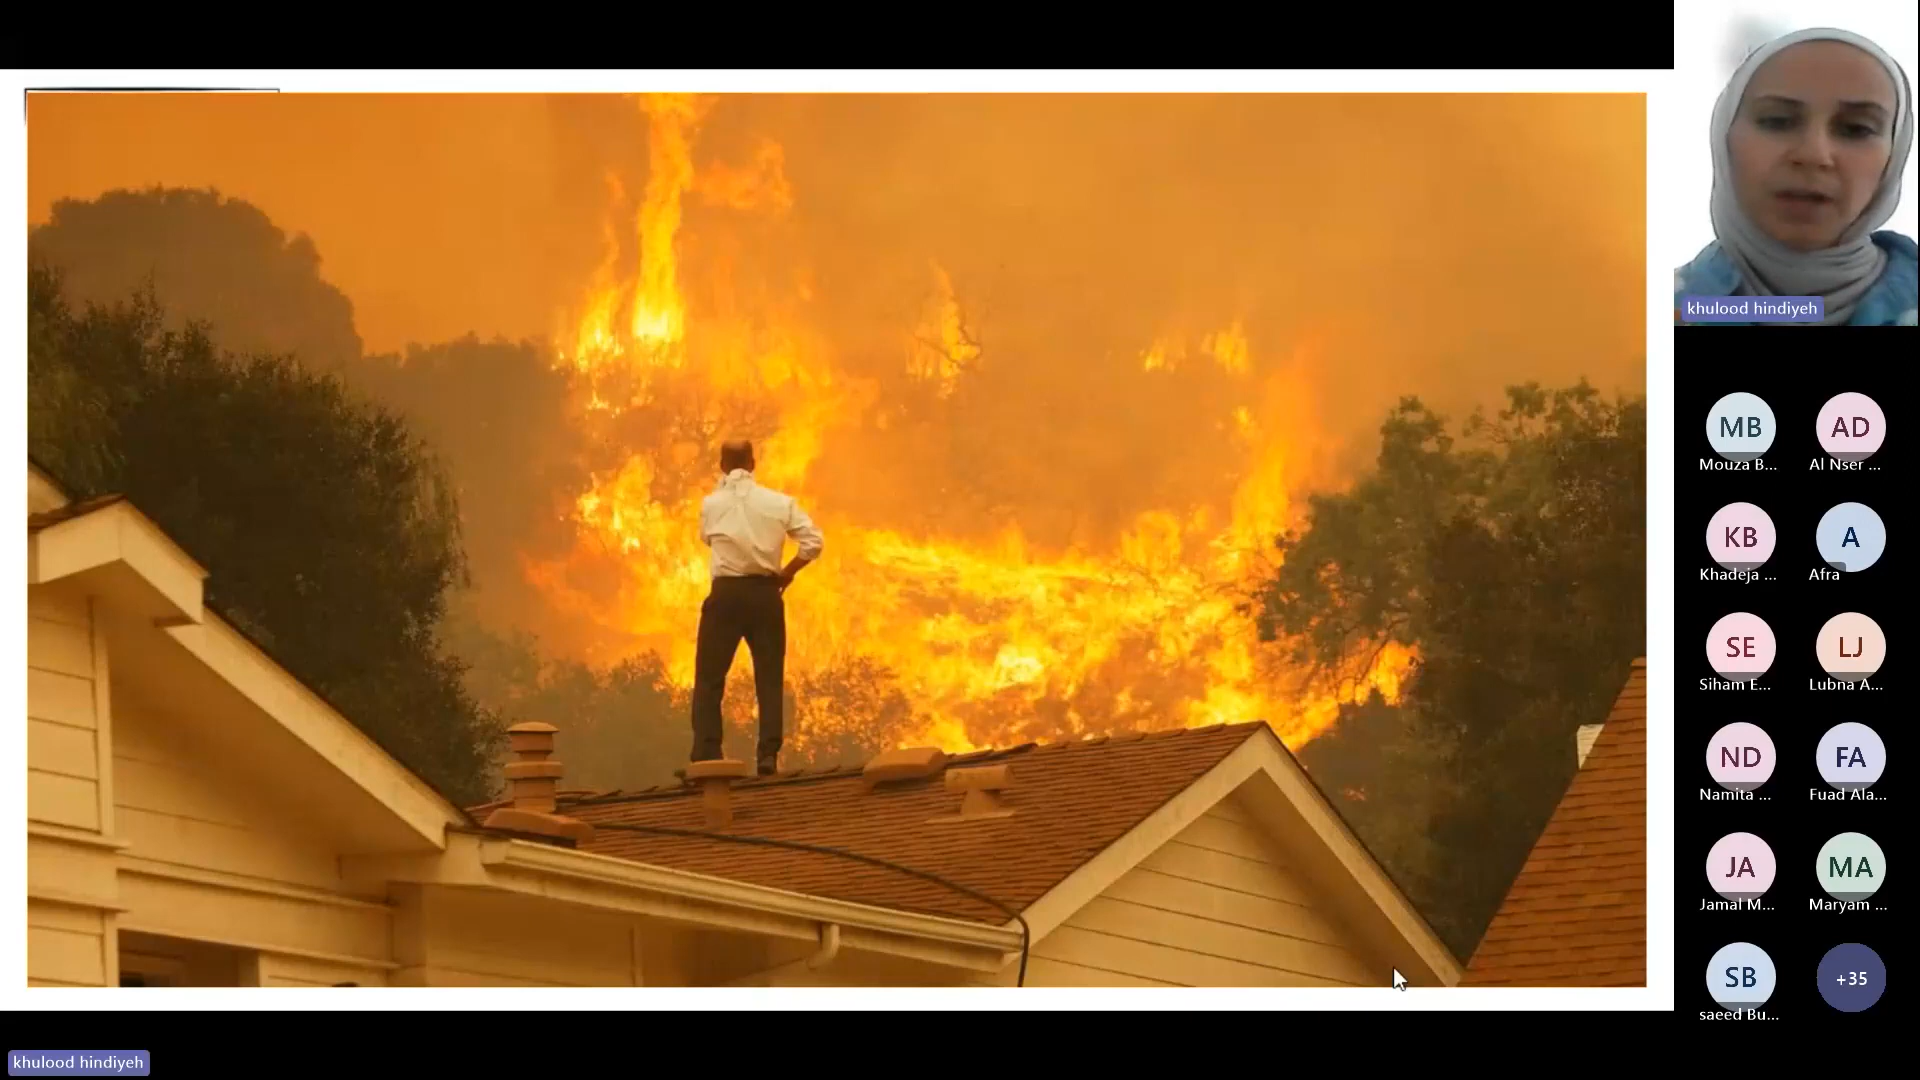 khulood hindiyeh
MB
AD
Mouza B...
Al Nser ...
KB
A
Khadeja ...
Afra
SE
LJ
Siham E...
Lubna A...
ND
FA
Namita ...
Fuad Ala...
JA
MA
Jamal M...
Maryam ...
SB
+35
saeed Bu...
khulood hindiyeh